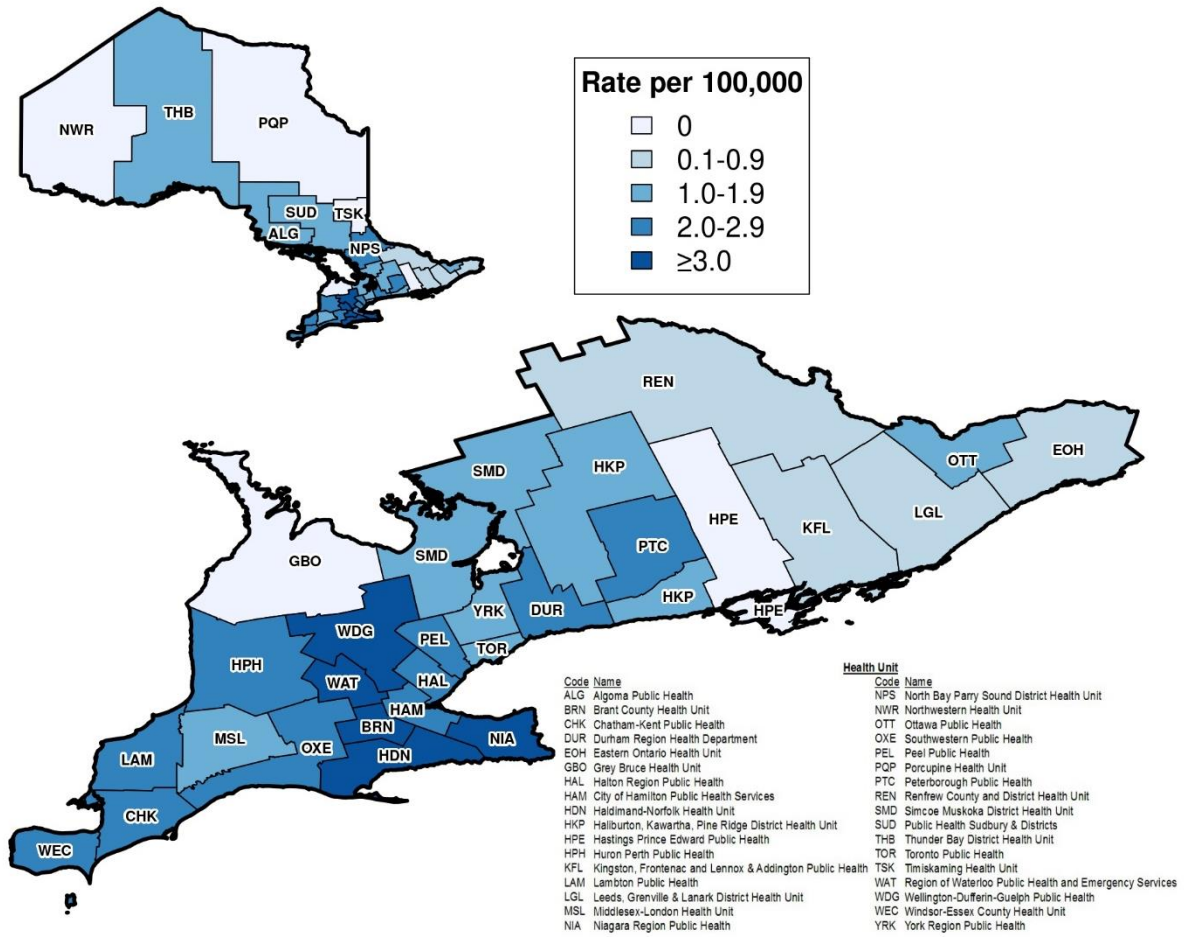 THB
NWR
PQP
SUD
TSK
ALG
NPS
Rate per 100,000
0
0.1-0.9
1.0-1.9
2.0-2.9
≥3.0
REN
SMD
HKP
OTT
EOH
LGL
HPE
KFL
GBO
SMD
PTC
HKP
HPE
YRK
DUR
WDG
PEL
TOR
HPH
HAL
WAT
HAM
BRN
NIA
MSL
OXE
HDN
LAM
CHK
WEC
Health Unit
Code Name
ALG Algoma Public Health
BRN Brant County Health Unit
CHK Chatham-Kent Public Health
DUR Durham Region Health Department
EOH Eastern Ontario Health Unit
GBO Grey Bruce Health Unit
HAL Halton Region Public Health
HAM City of Hamilton Public Health Services
HDN Haldimand-Norfolk Health Unit
HKP Haliburton, Kawartha, Pine Ridge District Health Unit
HPE Hastings Prince Edward Public Health
HPH Huron Perth Public Health
KFL Kingston, Frontenac and Lennox & Addington Public Health
LAM Lambton Public Health
LGL Leeds, Grenville & Lanark District Health Unit
MSL Middlesex-London Health Unit
NIA Niagara Region Public Health
Code Name
NPS North Bay Parry Sound District Health Unit
NWR Northwestern Health Unit
OTT Ottawa Public Health
OXE Southwestern Public Health
PEL Peel Public Health
PQP Porcupine Health Unit
PTC Peterborough Public Health
REN Renfrew County and District Health Unit
SMD Simcoe Muskoka District Health Unit
SUD Public Health Sudbury & Districts
THB Thunder Bay District Health Unit
TOR Toronto Public Health
TSK Timiskaming Health Unit
WAT Region of Waterloo Public Health and Emergency Services
WDG Wellington-Dufferin-Guelph Public Health
WEC Windsor-Essex County Health Unit
YRK York Region Public Health